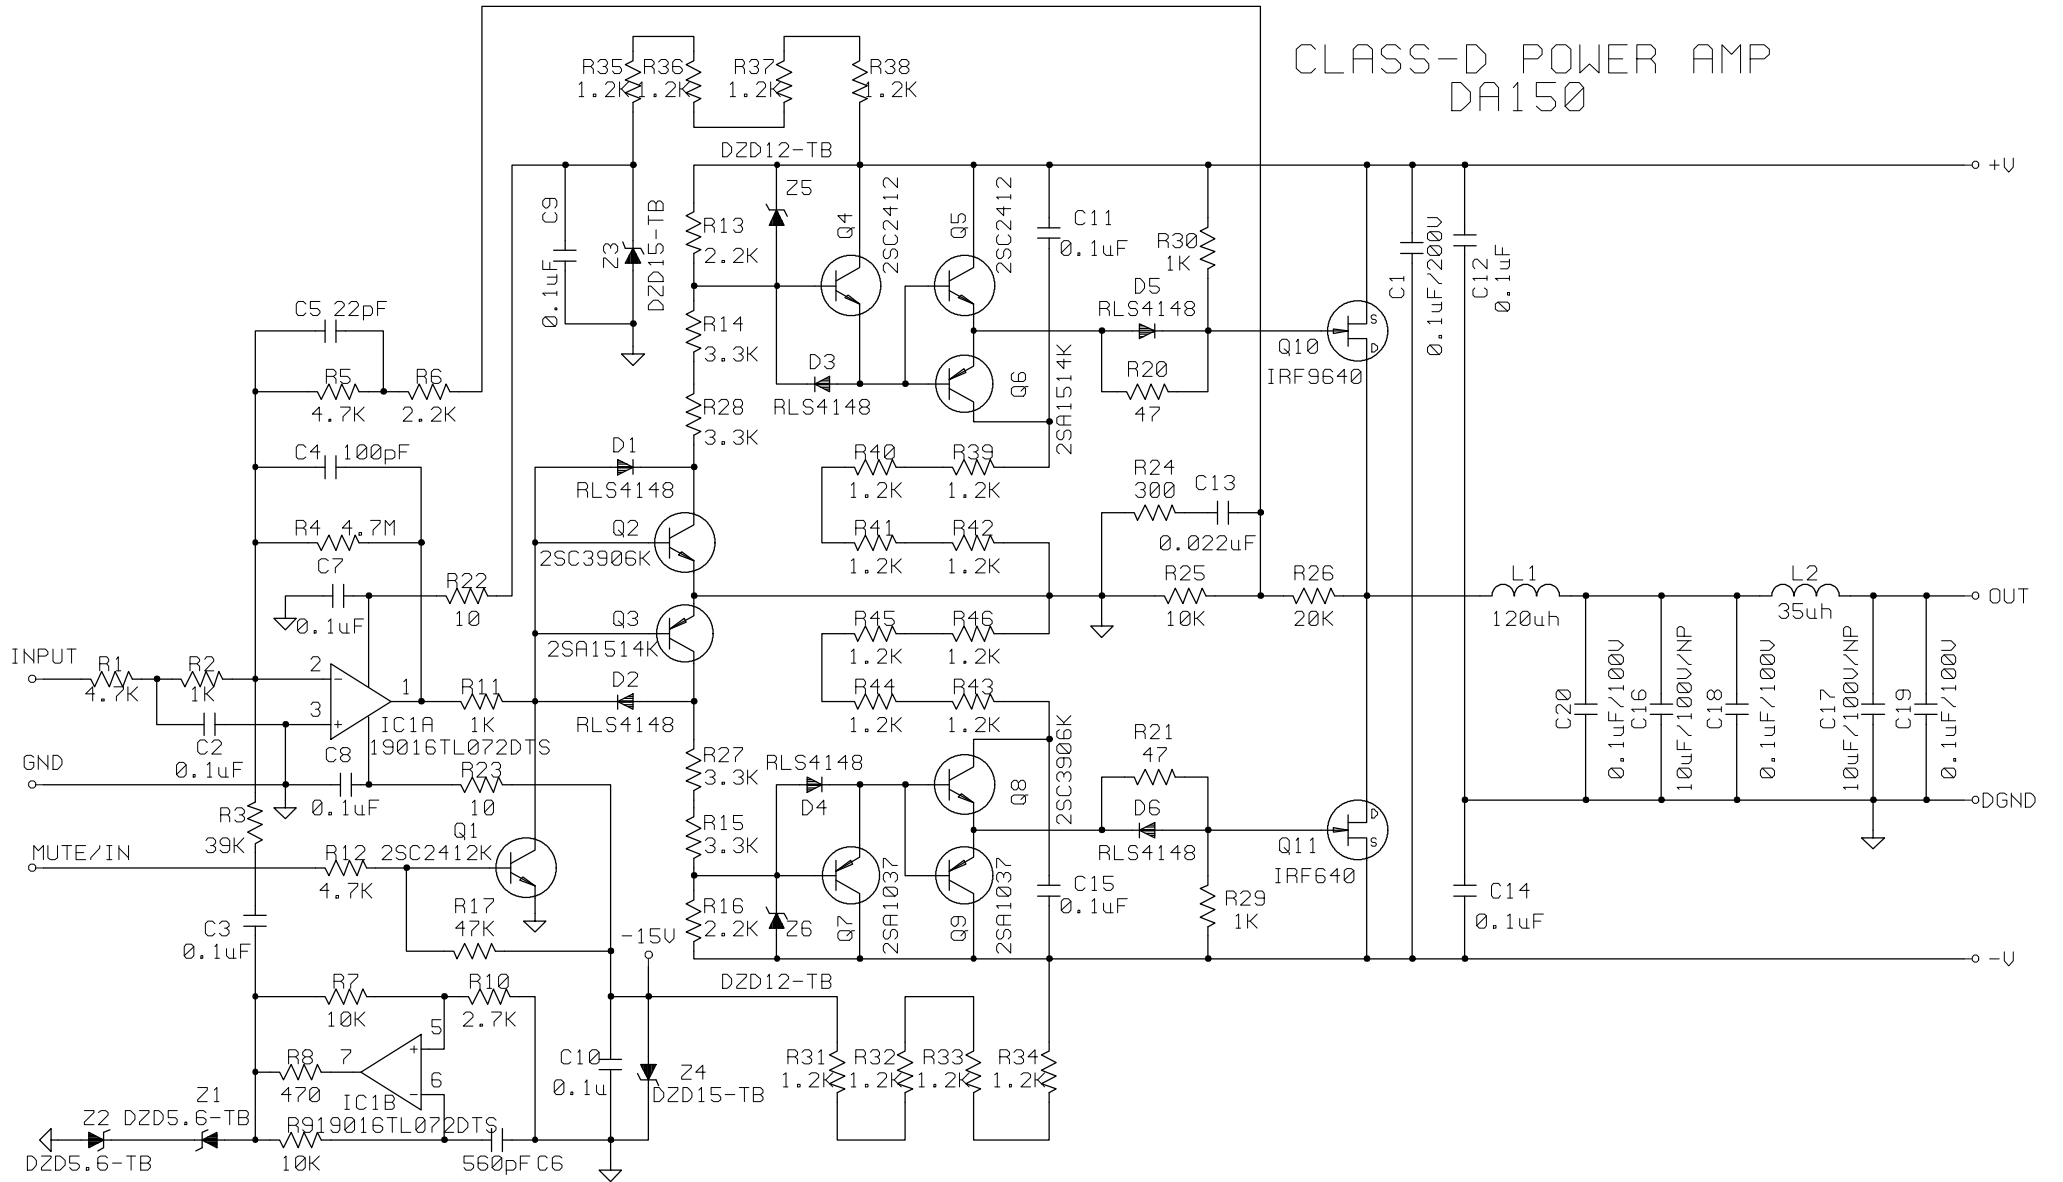 CLASS-D POWER AMP
DA150
R35
1.2K
R36
1.2K
R37
1.2K
R38
1.2K
DZD12-TB
+V
Z5
Q4
2SC2412
Q5
2SC2412
C11
0.1uF
R30
1K
C1
0.1uF/200V
C12
0.1uF
C9
0.1uF
Z3
DZD15-TB
R13
2.2K
D5
RLS4148
C5 22pF
R14
3.3K
S
D
Q10
IRF9640
D3
RLS4148
Q6
2SA1514K
R20
47
R5
4.7K
R6
2.2K
R28
3.3K
C4 100pF
D1
RLS4148
R40
1.2K
R39
1.2K
R24
300
C13
0.022uF
R4 4.7M
Q2
2SC3906K
R41
1.2K
R42
1.2K
C7
0.1uF
R22
10
R25
10K
R26
20K
L1
120uh
L2
35uh
OUT
Q3
2SA1514K
R45
1.2K
R46
1.2K
INPUT
R1
4.7K
R2
1K
2
-
3
+
1
IC1A
19016TL072DTS
R11
1K
D2
RLS4148
R44
1.2K
R43
1.2K
C20
0.1uF/100V
C16
10uF/100V/NP
C18
0.1uF/100V
C17
10uF/100V/NP
C19
0.1uF/100V
C2
0.1uF
GND
C8
0.1uF
R23
10
R27
3.3K
RLS4148
D4
Q8
2SC3906K
R21
47
D6
RLS4148
DGND
R3
39K
R15
3.3K
D
S
Q11
IRF640
MUTE/IN
R12
4.7K
Q1
2SC2412K
R17
47K
R16
2.2K
Z6
Q7
2SA1037
Q9
2SA1037
C15
0.1uF
R29
1K
C14
0.1uF
C3
0.1uF
-15V
DZD12-TB
-V
R7
10K
R10
2.7K
5
+
6
-
7
R8
470
IC1B
19016TL072DTS
C10
0.1u
Z4
DZD15-TB
R31
1.2K
R32
1.2K
R33
1.2K
R34
1.2K
Z1
DZD5.6-TB
Z2
DZD5.6-TB
R9
10K
560pF C6